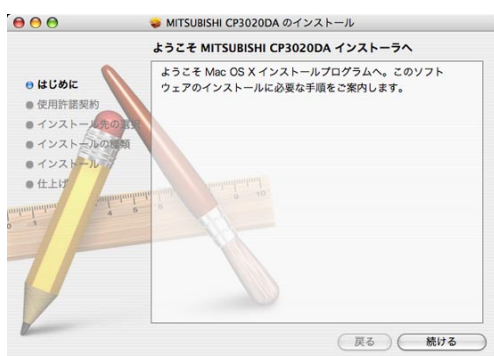 MITSUBISHI CP3020DA のインストール
ようこそ MITSUBISHI CP3020DA インストーラへ
はじめに
使用許諾契約
インストール先の選択
インストールの種類
インストール
仕上げ
ようこそ Mac OS X インストールプログラムへ。このソフト
ウェアのインストールに必要な手順をご案内します。
戻る
続ける